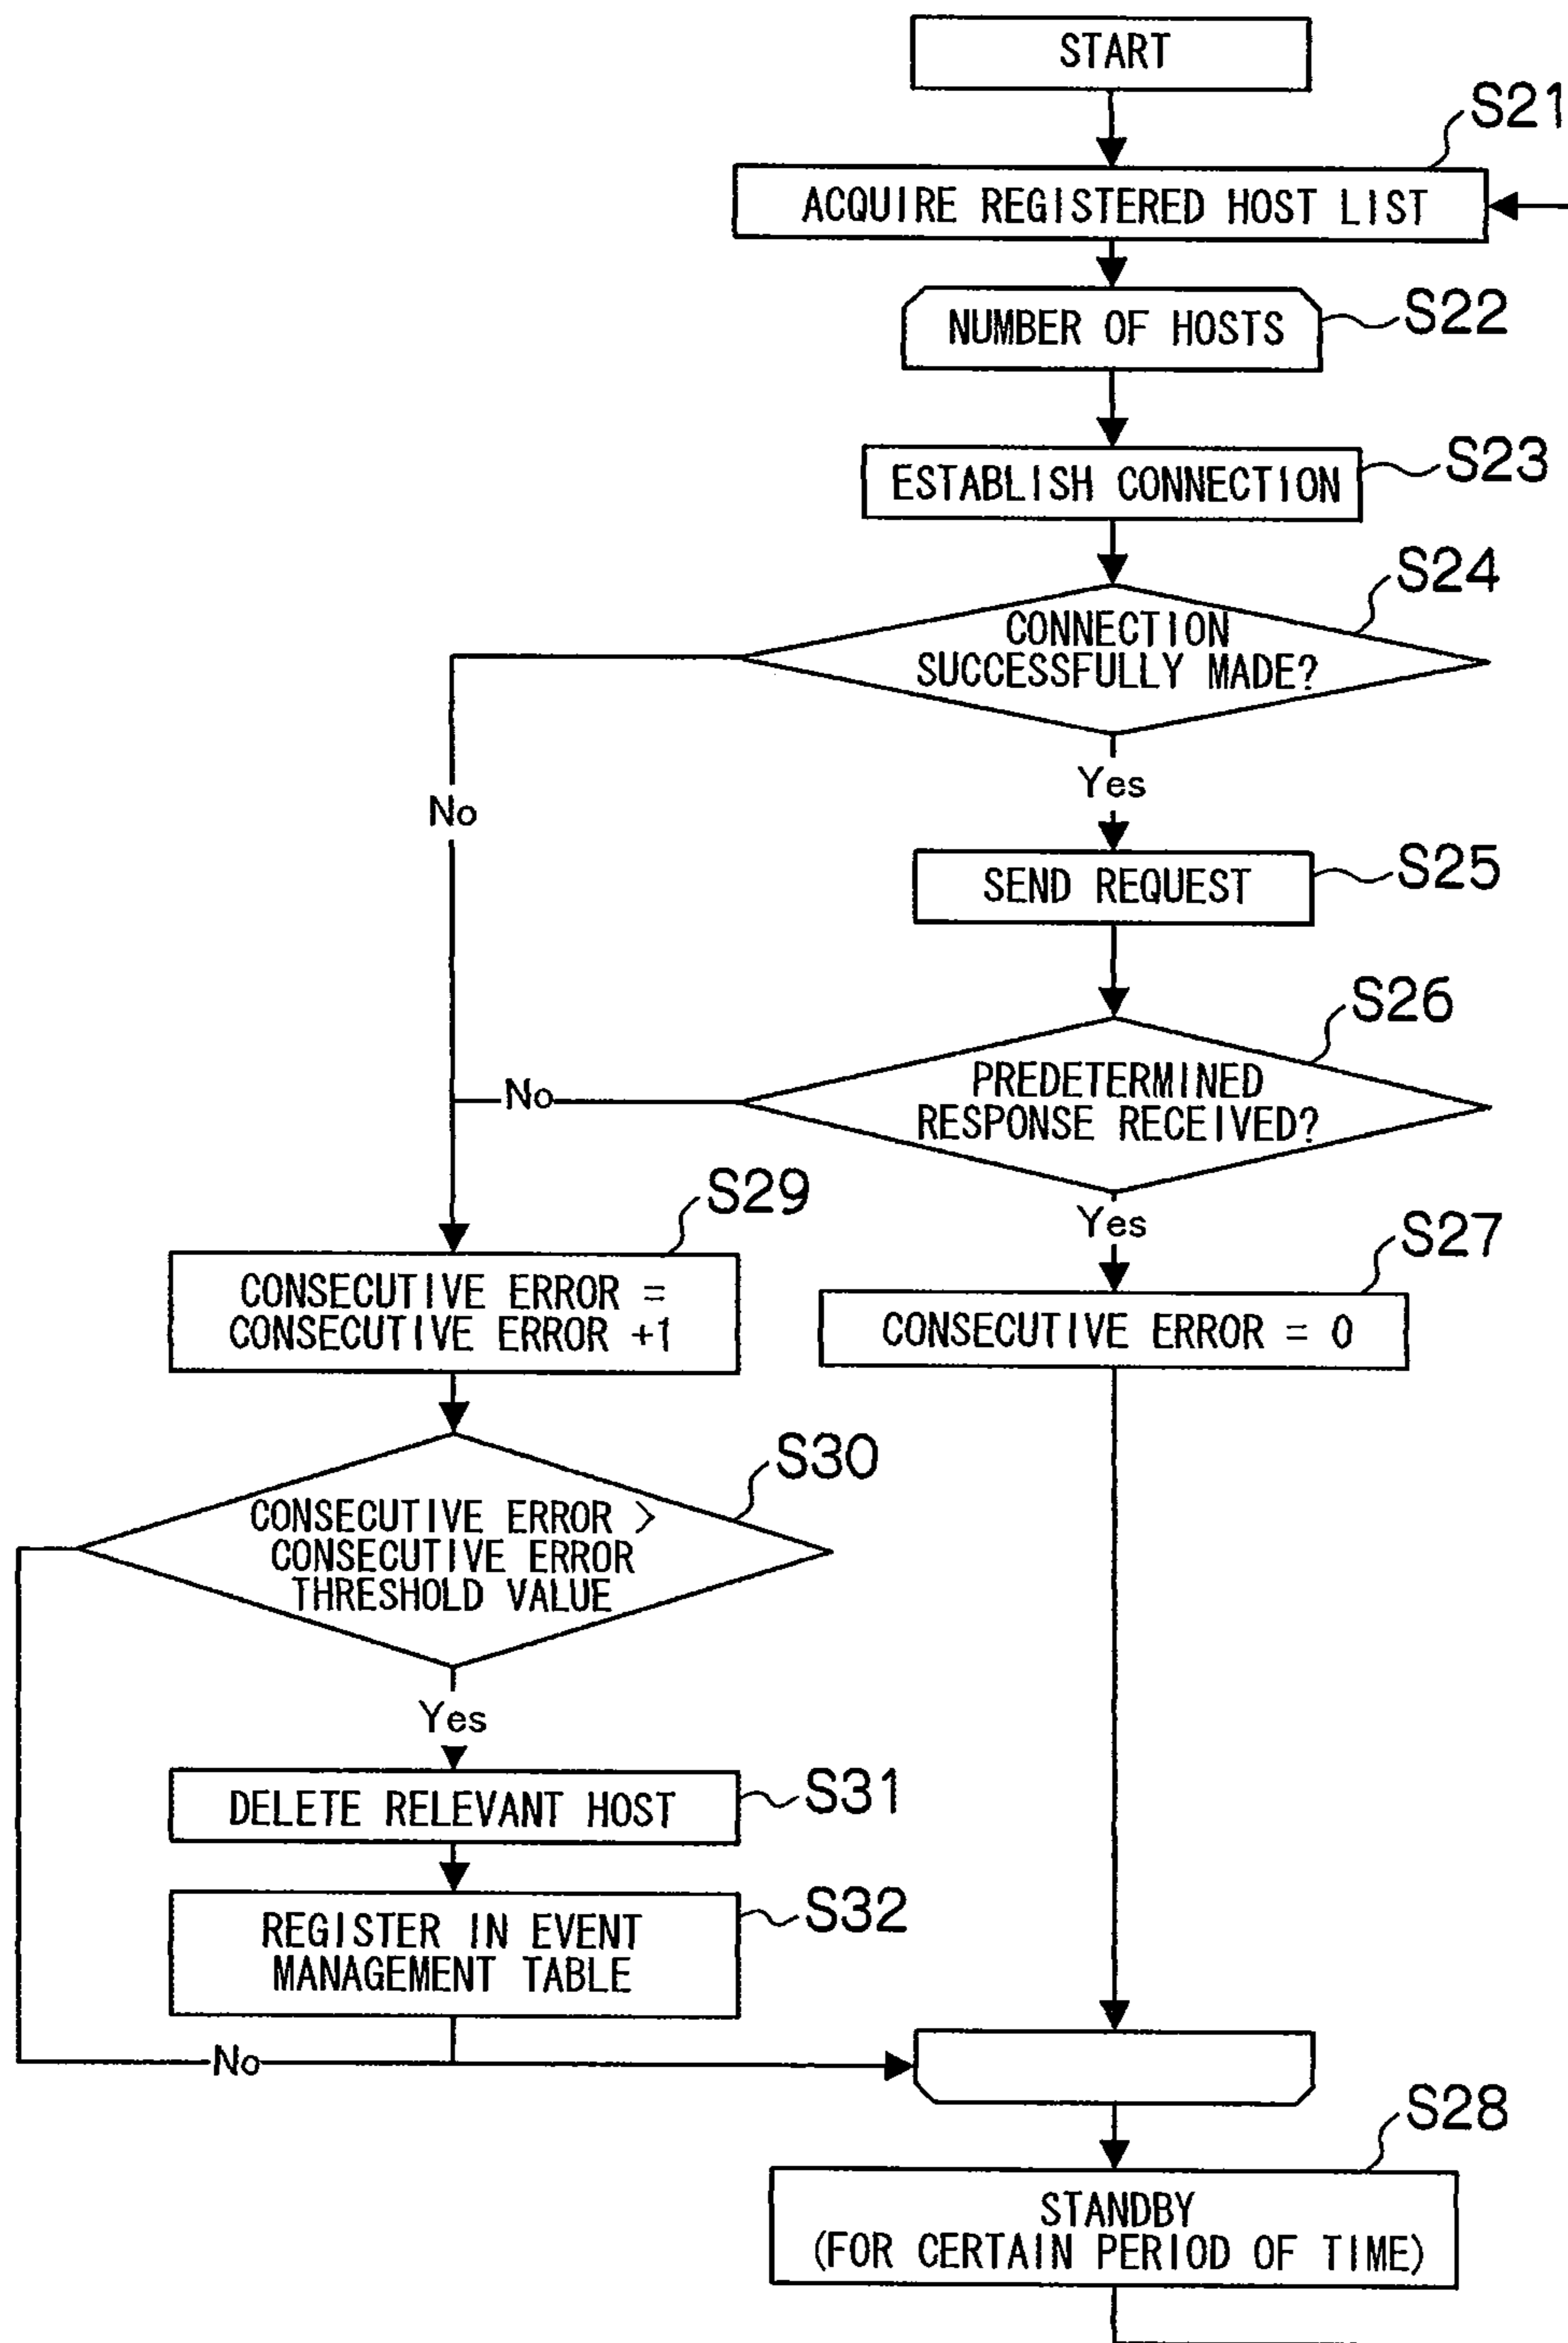 START
S21
ACQUIRE REGISTERED HOST LIST
NUMBER OF HOSTS
S22
ESTABLISH CONNECTION
S23
S24
CONNECTION
SUCCESSFULLY MADE?
No
Yes
SEND REQUEST
S25
S26
PREDETERMINED
RESPONSE RECEIVED?
No
Yes
S29
CONSECUTIVE ERROR =
CONSECUTIVE ERROR +1
S27
CONSECUTIVE ERROR = 0
S30
CONSECUTIVE ERROR >
CONSECUTIVE ERROR
THRESHOLD VALUE
Yes
DELETE RELEVANT HOST
S31
REGISTER IN EVENT
MANAGEMENT TABLE
S32
No
S28
STANDBY
(FOR CERTAIN PERIOD OF TIME)